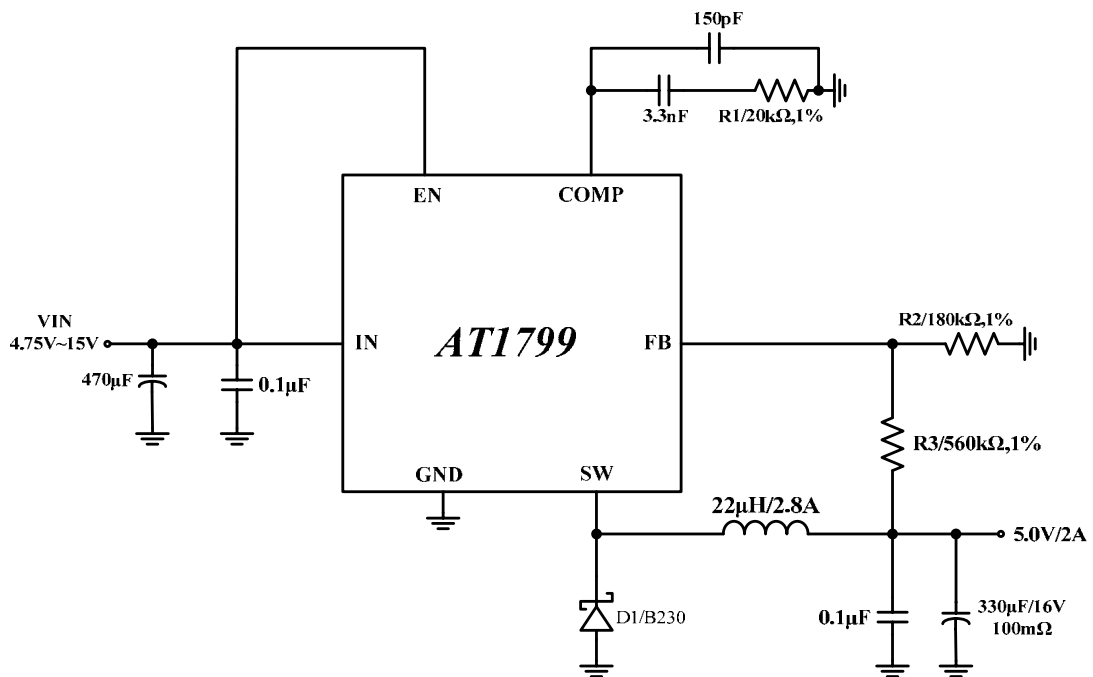 150pF
3.3nF
R1/20kΩ,1%
EN
COMP
VIN
4.75V~15V
IN
AT1799
FB
R2/180kΩ,1%
470μF
0.1μF
R3/560kΩ,1%
GND
SW
22μH/2.8A
5.0V/2A
D1/B230
0.1μF
330μF/16V
100mΩ